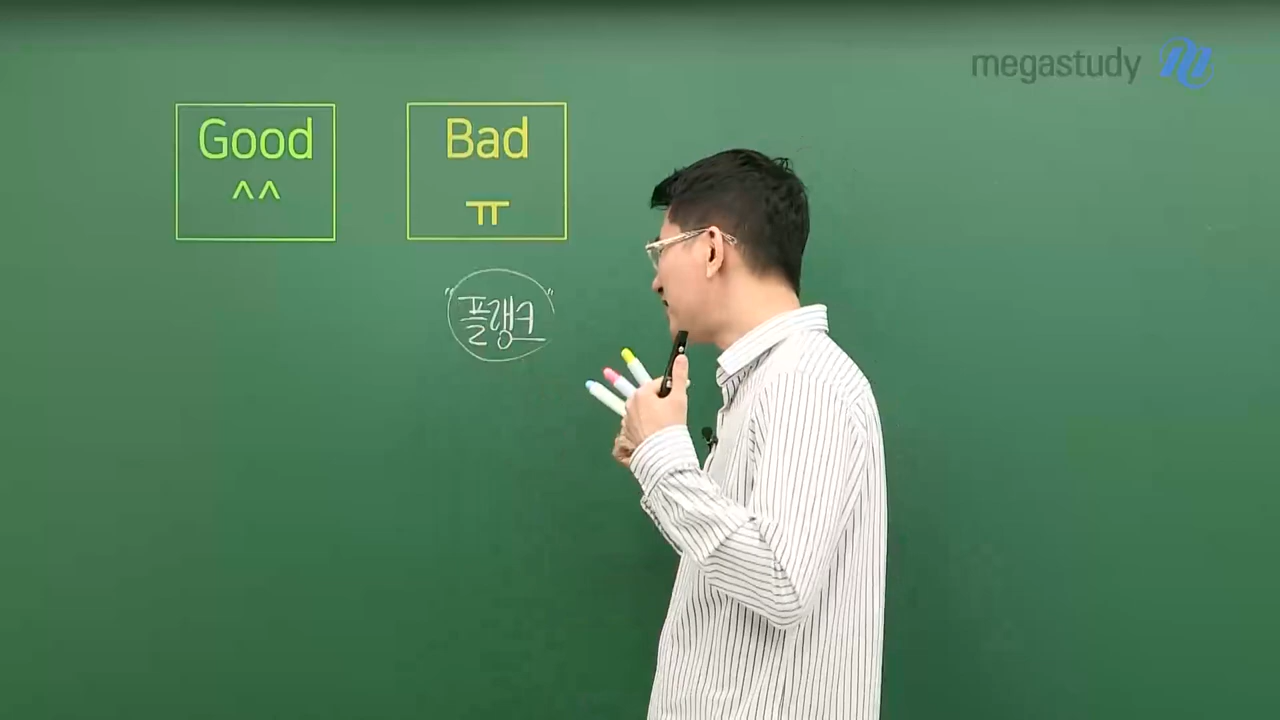 megastudy
Good
^^
Bad
ㅠ
"플랭크"